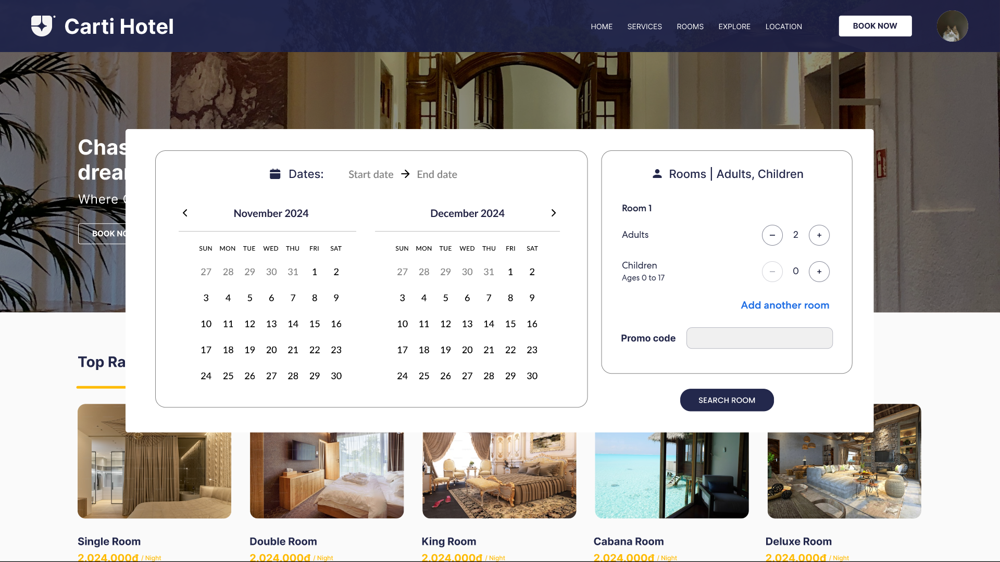 Carti Hotel
HOME SERVICES ROOMS EXPLORE LOCATION
BOOK NOW
Chas
drea
Where
BOOK NO
Dates: Start date → End date
November 2024
SUN MON TUE WED THU FRI SAT
27 28 29 30 31 1 2
3 4 5 6 7 8 9
10 11 12 13 14 15 16
17 18 19 20 21 22 23
24 25 26 27 28 29 30
December 2024
SUN MON TUE WED THU FRI SAT
27 28 29 30 31 1 2
3 4 5 6 7 8 9
10 11 12 13 14 15 16
17 18 19 20 21 22 23
24 25 26 27 28 29 30
Rooms | Adults, Children
Room 1
Adults − 2 +
Children − 0 +
Ages 0 to 17
Add another room
Promo code
SEARCH ROOM
Top Ra
Single Room
2.024.000đ / Night
Double Room
2.024.000đ / Night
King Room
2.024.000đ / Night
Cabana Room
2.024.000đ / Night
Deluxe Room
2.024.000đ / Night